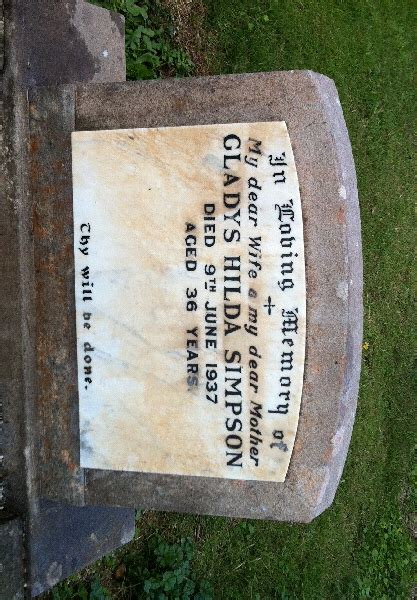 In Loving Memory of
My dear Wife & my dear Mother
GLADYS HILDA SIMPSON
DIED 9TH JUNE 1937
AGED 36 YEARS.
Thy will be done.